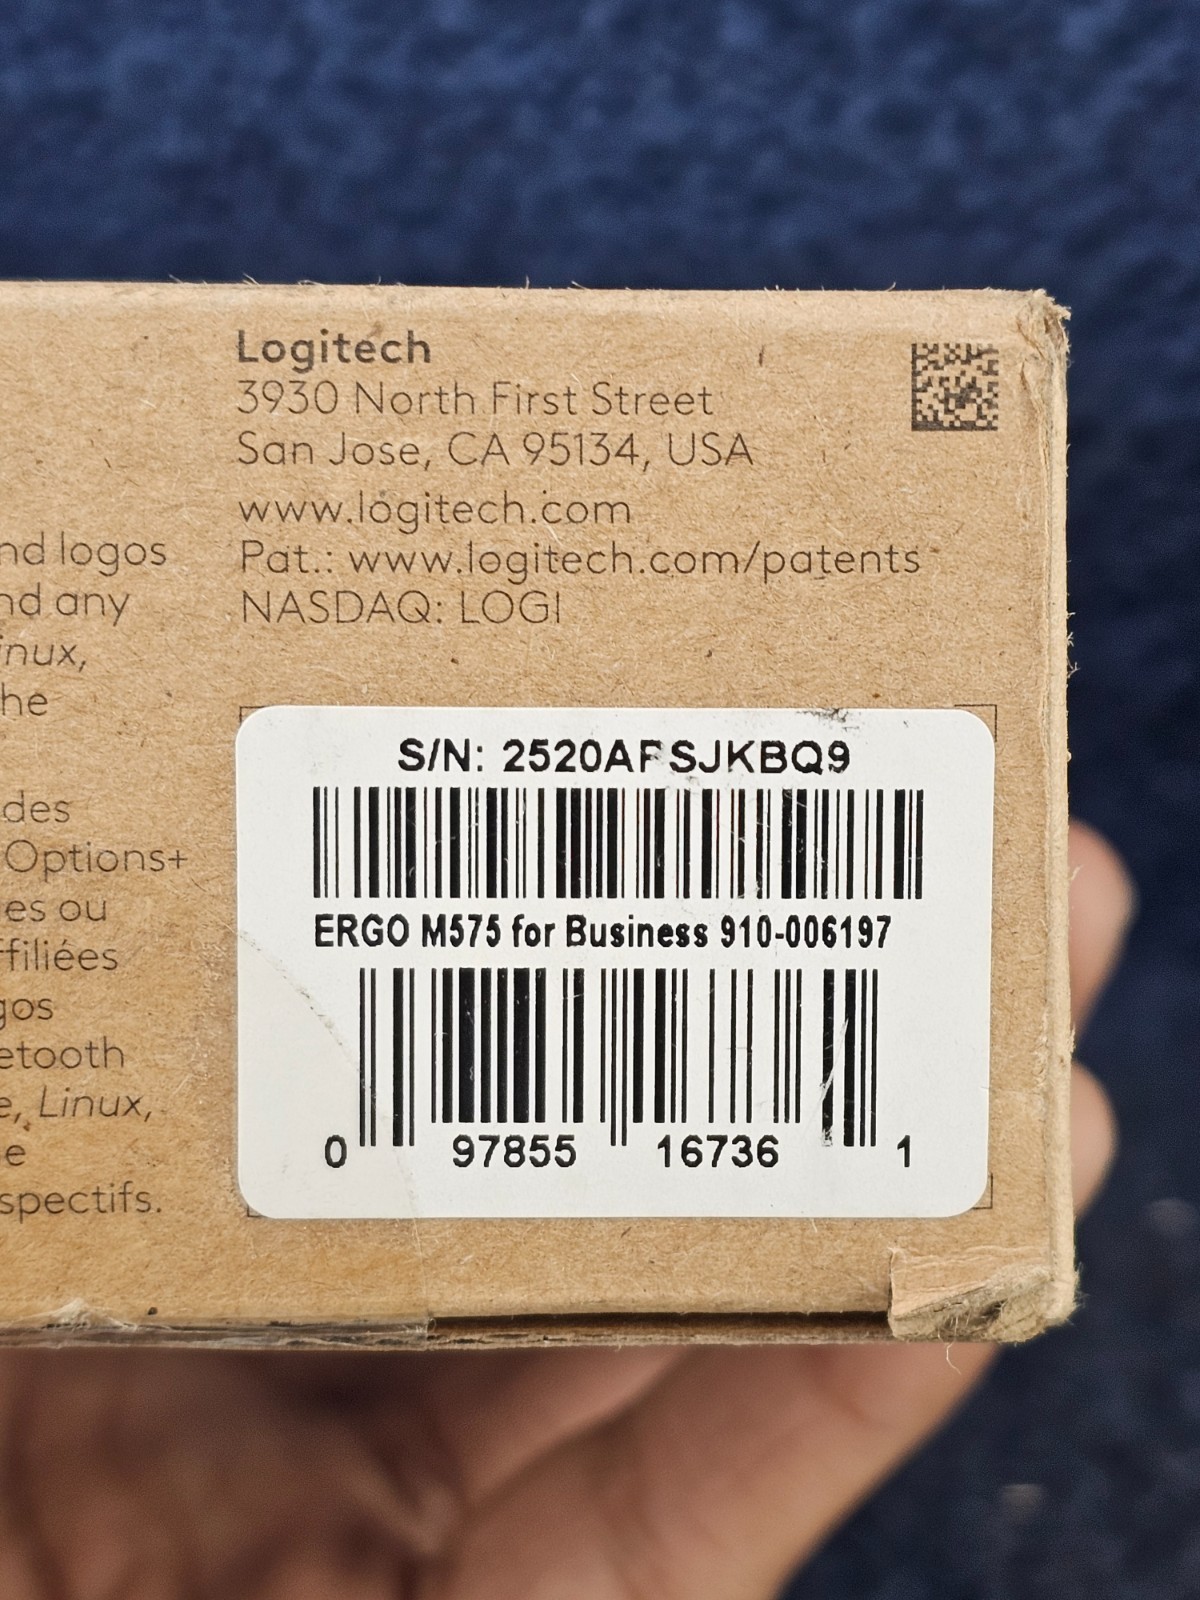 nd logos
nd any
inux,
he
des
Options+
es ou
ffiliées
gos
etooth
e, Linux,
e
spectifs.
Logitech
3930 North First Street
San Jose, CA 95134, USA
www.logitech.com
Pat.: www.logitech.com/patents
NASDAQ: LOGI
S/N:
ERGO M575 for Business 910-006197
0 97855 16736 1